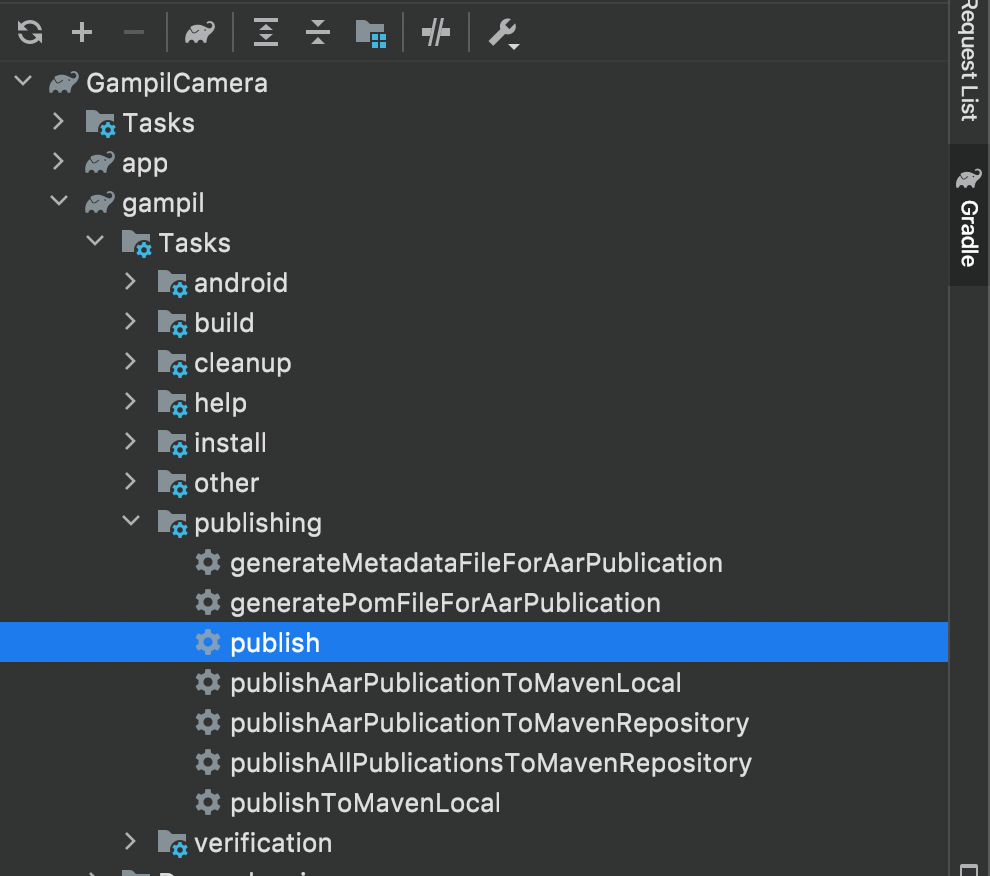 GampilCamera
Tasks
app
gampil
Tasks
android
build
cleanup
help
install
other
publishing
generateMetadataFileForAarPublication
generatePomFileForAarPublication
publish
publishAarPublicationToMavenLocal
publishAarPublicationToMavenRepository
publishAllPublicationsToMavenRepository
publishToMavenLocal
verification
Request List
Gradle